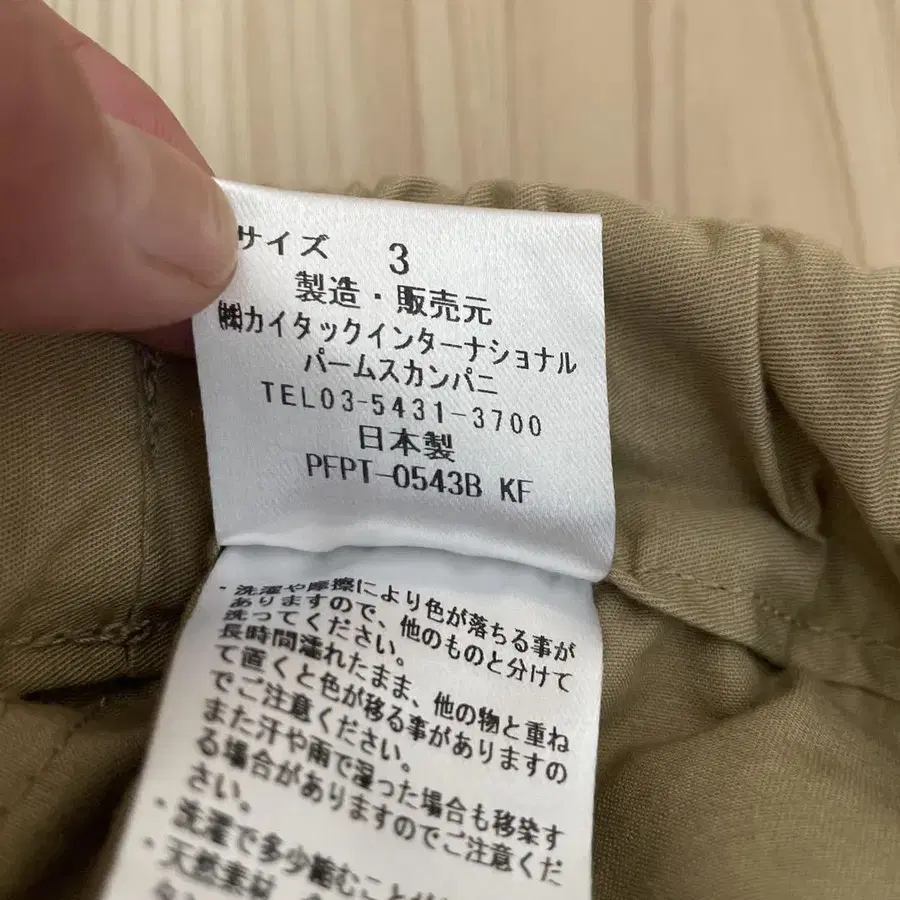 サイズ 3
製造・販売元
㈱カイタックインターナショナル
パームスカンパニ
TEL03-5431-3700
日本製
PFPT-0543B KF
・洗濯や摩擦により色が落ちる事が
ありますので、他のものと分けて
洗ってください。
長時間濡れたまま、他の物と重ね
て置くと色が移る事がありますの
でご注意ください。
また汗や雨で湿った場合も移染す
る場合がありますのでご注意くだ
さい。
・洗濯で多少縮むこと
・天然素材